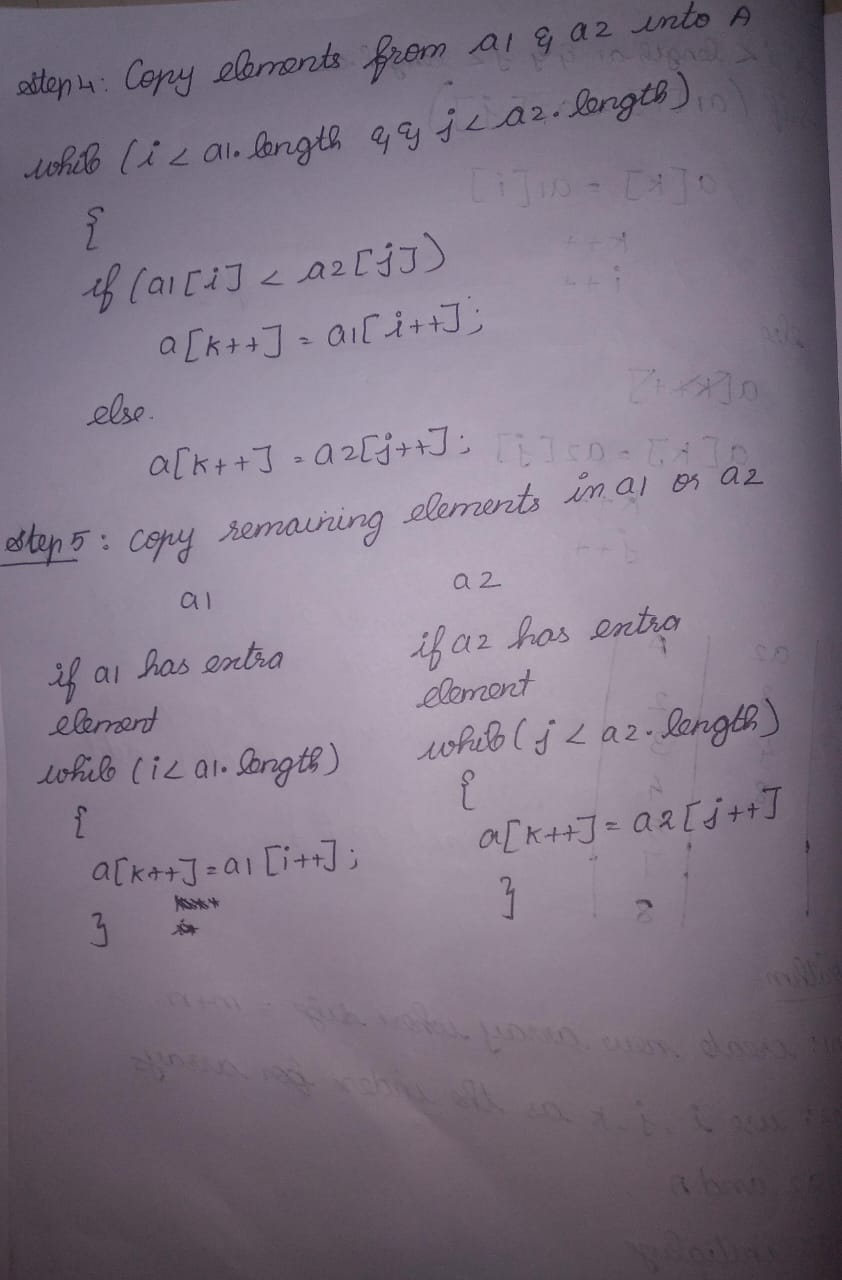 Step 4: Copy elements from a1 & a2 into A
while (i < a1.length && j < a2.length)
{
if (a1[i] < a2[j])
a[k++] = a1[i++];
else.
a[k++] = a2[j++];
Step 5: copy remaining elements in a1 or a2
a1
if a1 has extra
element
while (i < a1.length)
{
a[k++] = a1[i++];
}
a2
if a2 has extra
element
while (j < a2.length)
{
a[k++] = a2[j++]
}